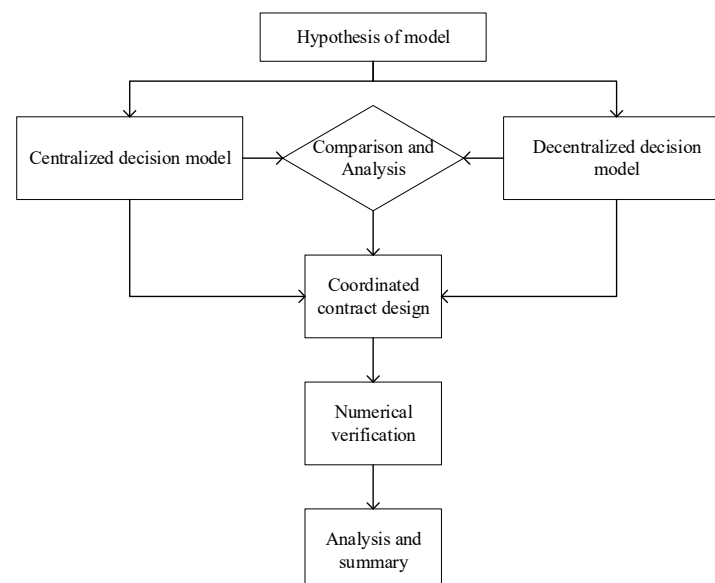 Hypothesis of model
Centralized decision model
Comparison and
Analysis
Decentralized decision
model
Coordinated
contract design
Numerical
verification
Analysis and
summary